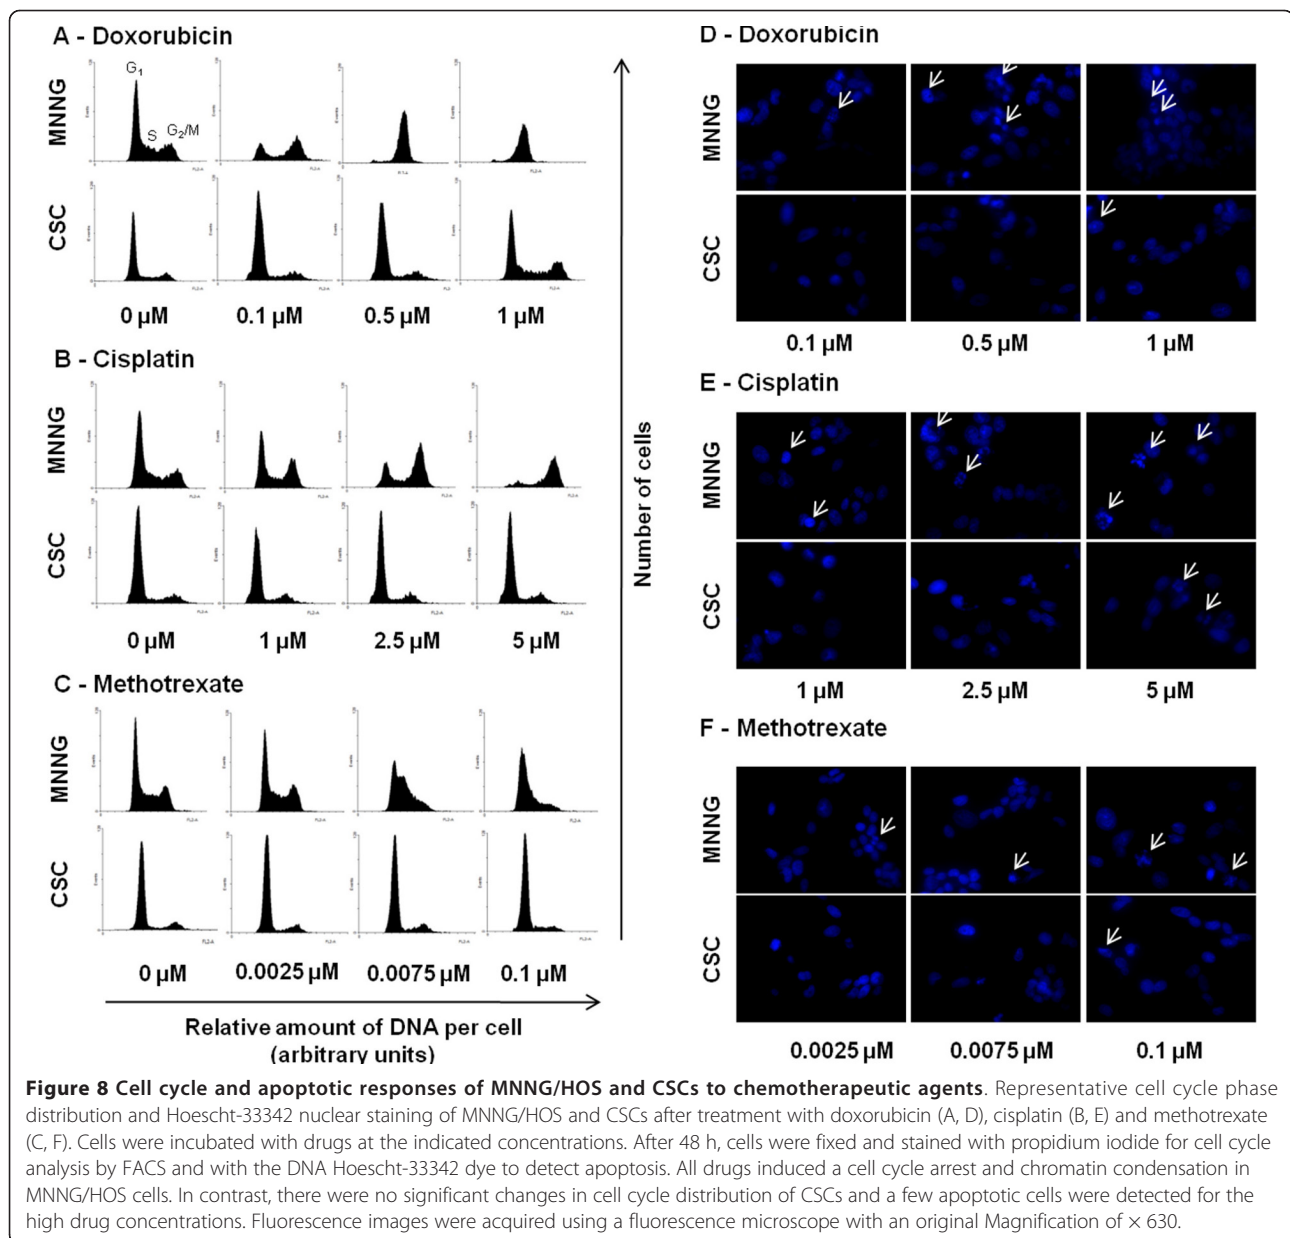 A - Doxorubicin
MNNG
G1
S
G2/M
CSC
0 µM
0.1 µM
0.5 µM
1 µM
B - Cisplatin
MNNG
CSC
0 µM
1 µM
2.5 µM
5 µM
C - Methotrexate
MNNG
CSC
0 µM
0.0025 µM
0.0075 µM
0.1 µM
Relative amount of DNA per cell
(arbitrary units)
Number of cells
D - Doxorubicin
MNNG
CSC
0.1 µM
0.5 µM
1 µM
E - Cisplatin
MNNG
CSC
1 µM
2.5 µM
5 µM
F - Methotrexate
MNNG
CSC
0.0025 µM
0.0075 µM
0.1 µM
Figure 8 Cell cycle and apoptotic responses of MNNG/HOS and CSCs to chemotherapeutic agents. Representative cell cycle phase
distribution and Hoescht-33342 nuclear staining of MNNG/HOS and CSCs after treatment with doxorubicin (A, D), cisplatin (B, E) and methotrexate
(C, F). Cells were incubated with drugs at the indicated concentrations. After 48 h, cells were fixed and stained with propidium iodide for cell cycle
analysis by FACS and with the DNA Hoescht-33342 dye to detect apoptosis. All drugs induced a cell cycle arrest and chromatin condensation in
MNNG/HOS cells. In contrast, there were no significant changes in cell cycle distribution of CSCs and a few apoptotic cells were detected for the
high drug concentrations. Fluorescence images were acquired using a fluorescence microscope with an original Magnification of × 630.